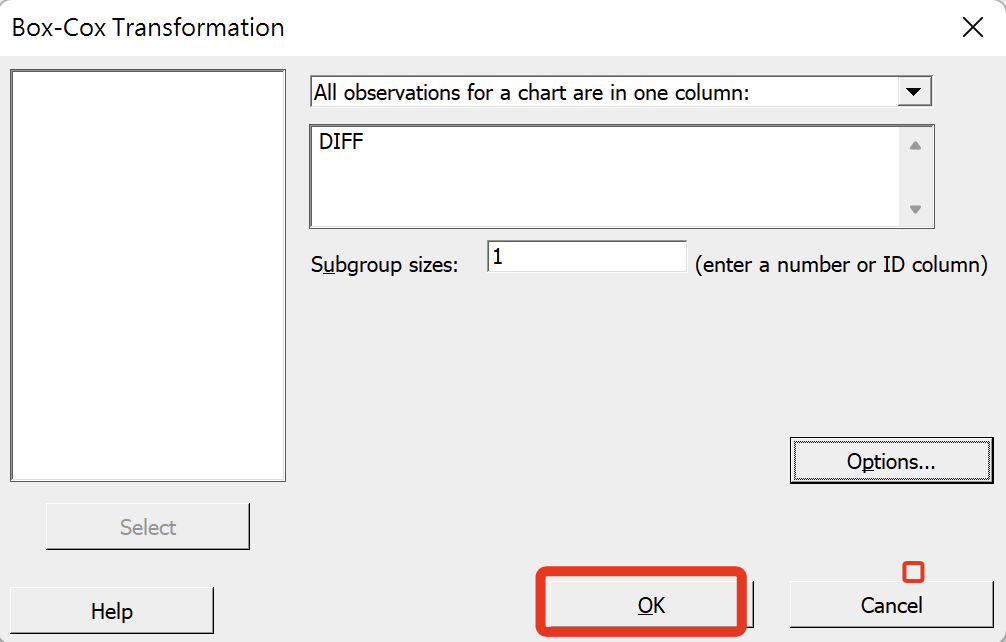 Box-Cox Transformation
All observations for a chart are in one column:
DIFF
Subgroup sizes:
1
(enter a number or ID column)
Options...
Select
Help
OK
Cancel